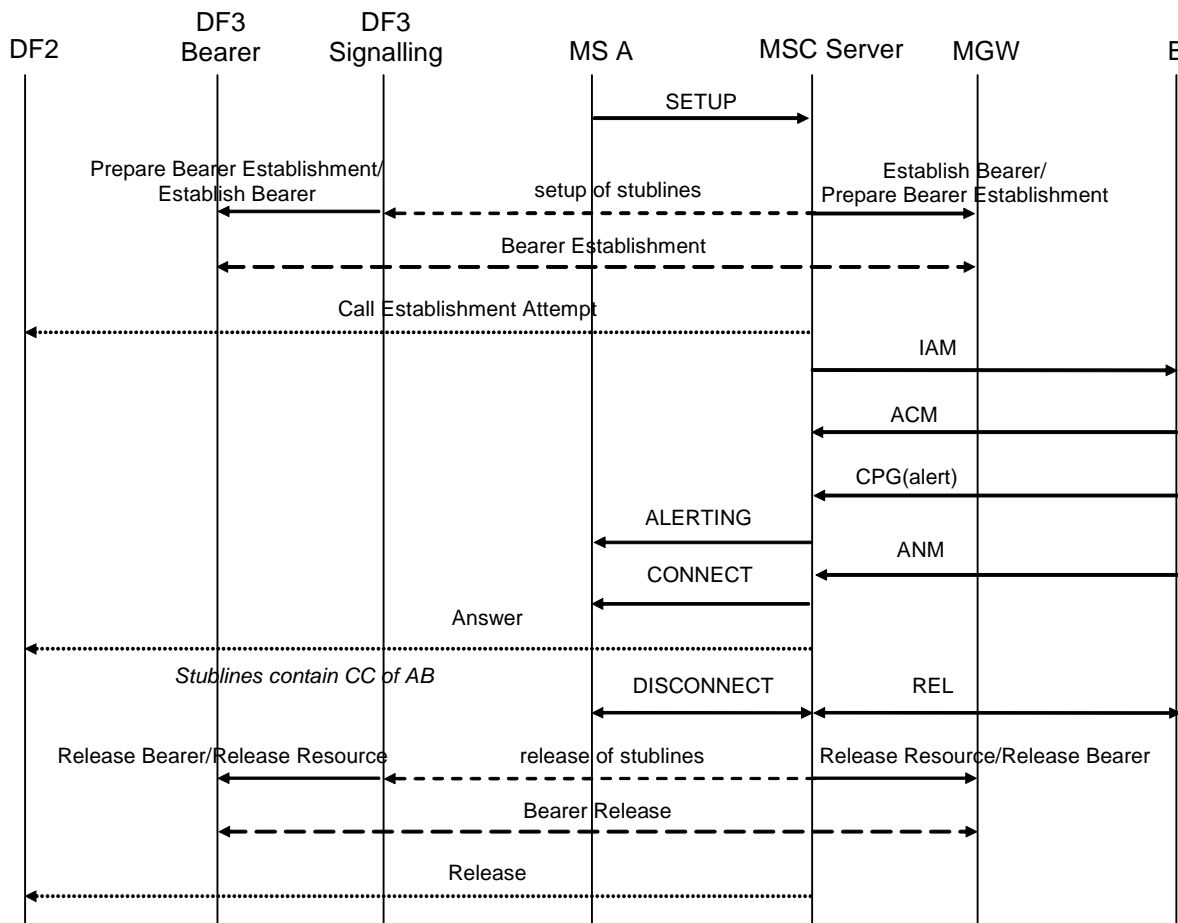 DF2
DF3
Bearer
DF3
Signalling
MS A
MSC Server
MGW
B
SETUP
Prepare Bearer Establishment/
Establish Bearer
setup of stublines
Establish Bearer/
Prepare Bearer Establishment
Bearer Establishment
Call Establishment Attempt
IAM
ACM
CPG(alert)
ALERTING
ANM
CONNECT
Answer
Stublines contain CC of AB
DISCONNECT
REL
Release Bearer/Release Resource
release of stublines
Release Resource/Release Bearer
Bearer Release
Release